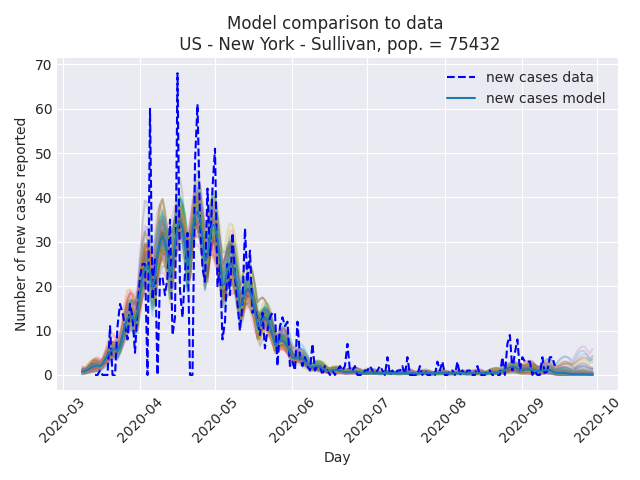 Model comparison to data
US - New York - Sullivan, pop. = 75432
new cases data
new cases model
Number of new cases reported
70
60
50
40
30
20
10
0
2020-03
2020-04
2020-05
2020-06
2020-07
2020-08
2020-09
2020-10
Day